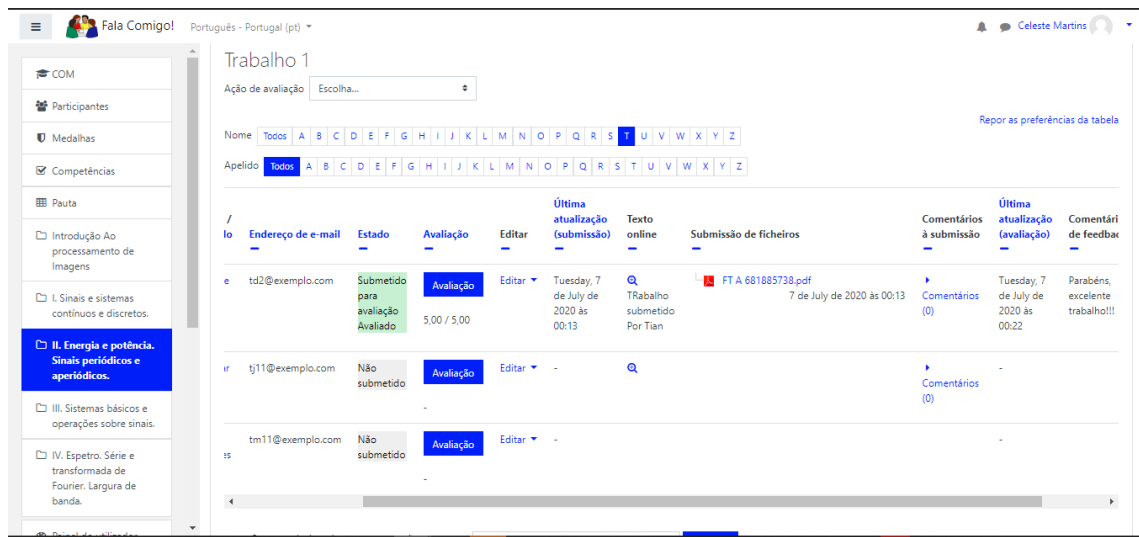 Fala Comigo!
Português - Portugal (pt)
Celeste Martins
COM
Participantes
Medalhas
Competências
Pauta
Introdução Ao
processamento de
Imagens
I. Sinais e sistemas
contínuos e discretos.
II. Energia e potência.
Sinais periódicos e
aperiódicos.
III. Sistemas básicos e
operações sobre sinais.
IV. Espetro. Série e
transformada de
Fourier. Largura de
banda.
Trabalho 1
Ação de avaliação Escolha...
Repor as preferências da tabela
Nome Todos A B C D E F G H I J K L M N O P Q R S T U V W X Y Z
Apelido Todos A B C D E F G H I J K L M N O P Q R S T U V W X Y Z
/
lo
Endereço de e-mail
Estado
Avaliação
Editar
Última
atualização
(submissão)
Texto
online
Submissão de ficheiros
Comentários
à submissão
Última
atualização
(avaliação)
Comentári
de feedbac
e
td2@exemplo.com
Submetido
para
avaliação
Avaliado
Avaliação
5,00 / 5,00
Editar
Tuesday, 7
de July de
2020 às
00:13
TRabalho
submetido
Por Tian
FT A 681885738.pdf
7 de July de 2020 às 00:13
Comentários
(0)
Tuesday, 7
de July de
2020 às
00:22
Parabéns,
excelente
trabalho!!!
ar
tj11@exemplo.com
Não
submetido
Avaliação
-
Editar
-
Comentários
(0)
-
es
tm11@exemplo.com
Não
submetido
Avaliação
-
Editar
-
-